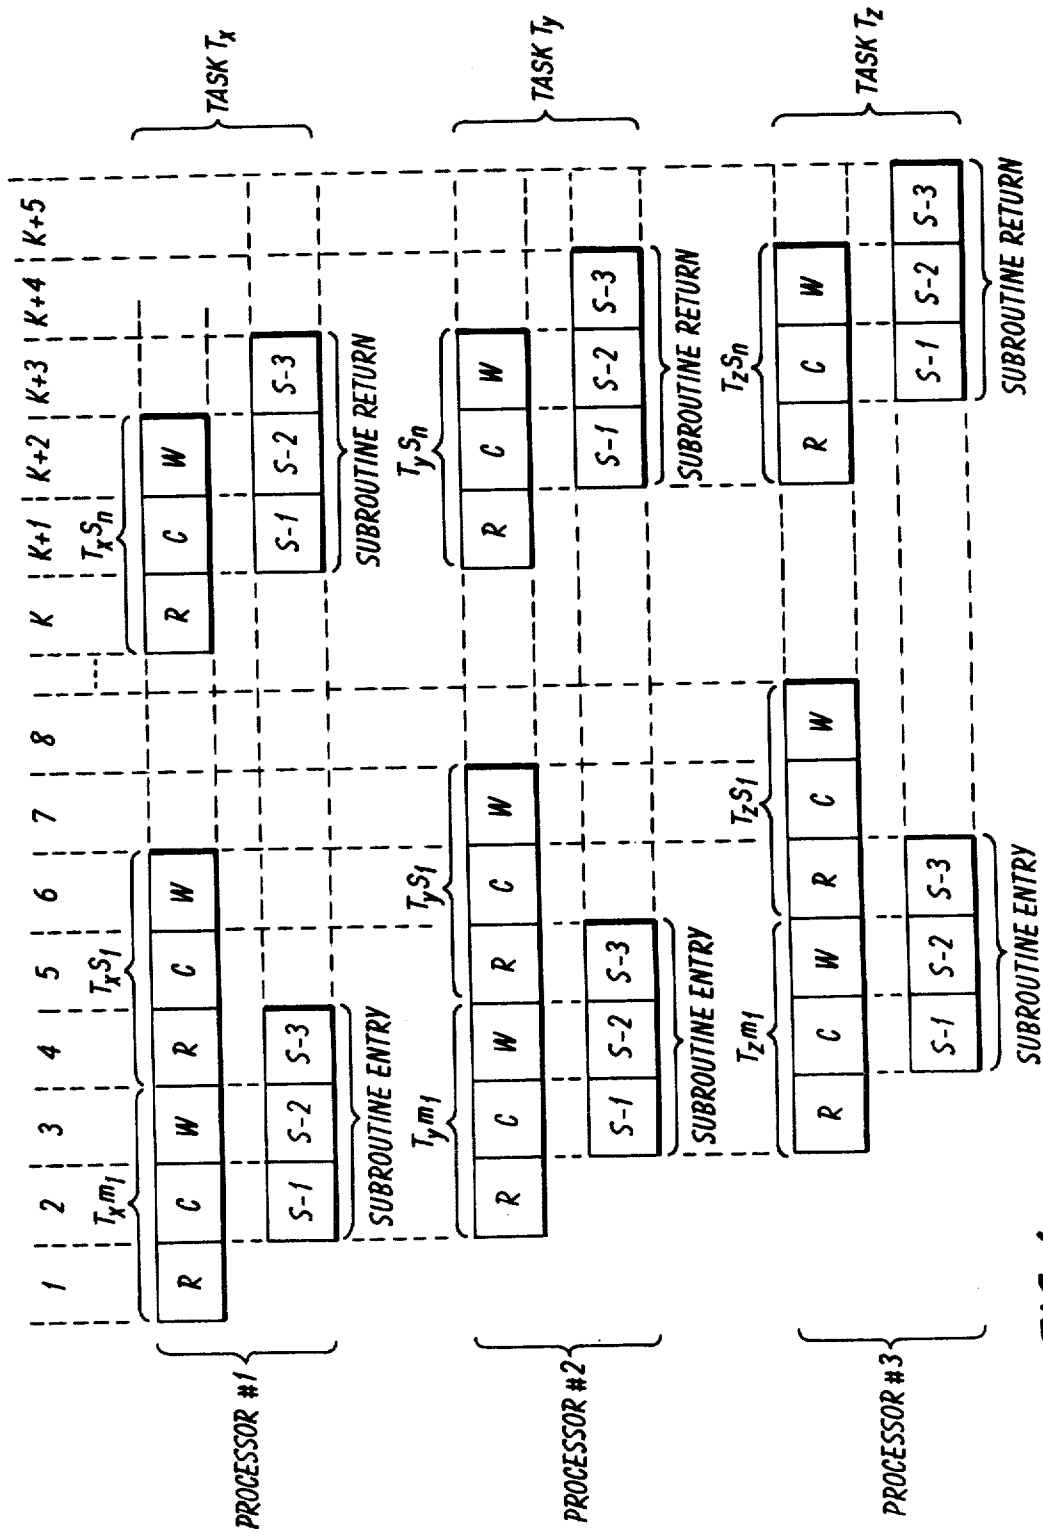 1 2 3 4 5 6 7 8 ---- K K+1 K+2 K+3 K+4 K+5
TxM1 TxS1 TxSn
PROCESSOR #1 R C W R C W R C W TASK Tx
S-1 S-2 S-3 S-1 S-2 S-3
SUBROUTINE ENTRY SUBROUTINE RETURN
Tym1 TyS1 TySn
PROCESSOR #2 R C W R C W R C W TASK Ty
S-1 S-2 S-3 S-1 S-2 S-3
SUBROUTINE ENTRY SUBROUTINE RETURN
Tzm1 TzS1 TzSn
PROCESSOR #3 R C W R C W R C W TASK Tz
S-1 S-2 S-3 S-1 S-2 S-3
SUBROUTINE ENTRY SUBROUTINE RETURN